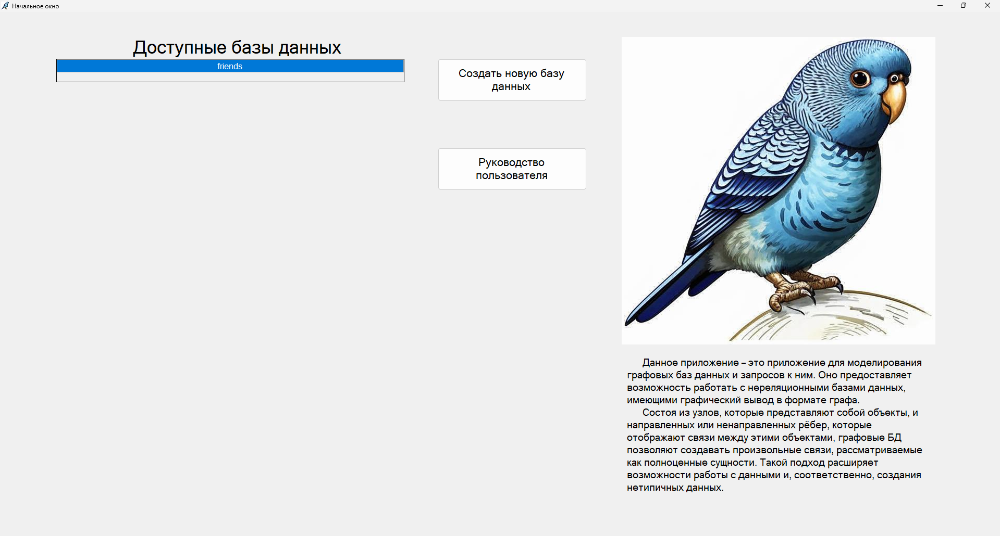 Начальное окно
Доступные базы данных
friends
Создать новую базу
данных
Руководство
пользователя
Данное приложение – это приложение для моделирования
графовых баз данных и запросов к ним. Оно предоставляет
возможность работать с нереляционными базами данных,
имеющими графический вывод в формате графа.
Состоя из узлов, которые представляют собой объекты, и
направленных или ненаправленных рёбер, которые
отображают связи между этими объектами, графовые БД
позволяют создавать произвольные связи, рассматриваемые
как полноценные сущности. Такой подход расширяет
возможности работы с данными и, соответственно, создания
нетипичных данных.